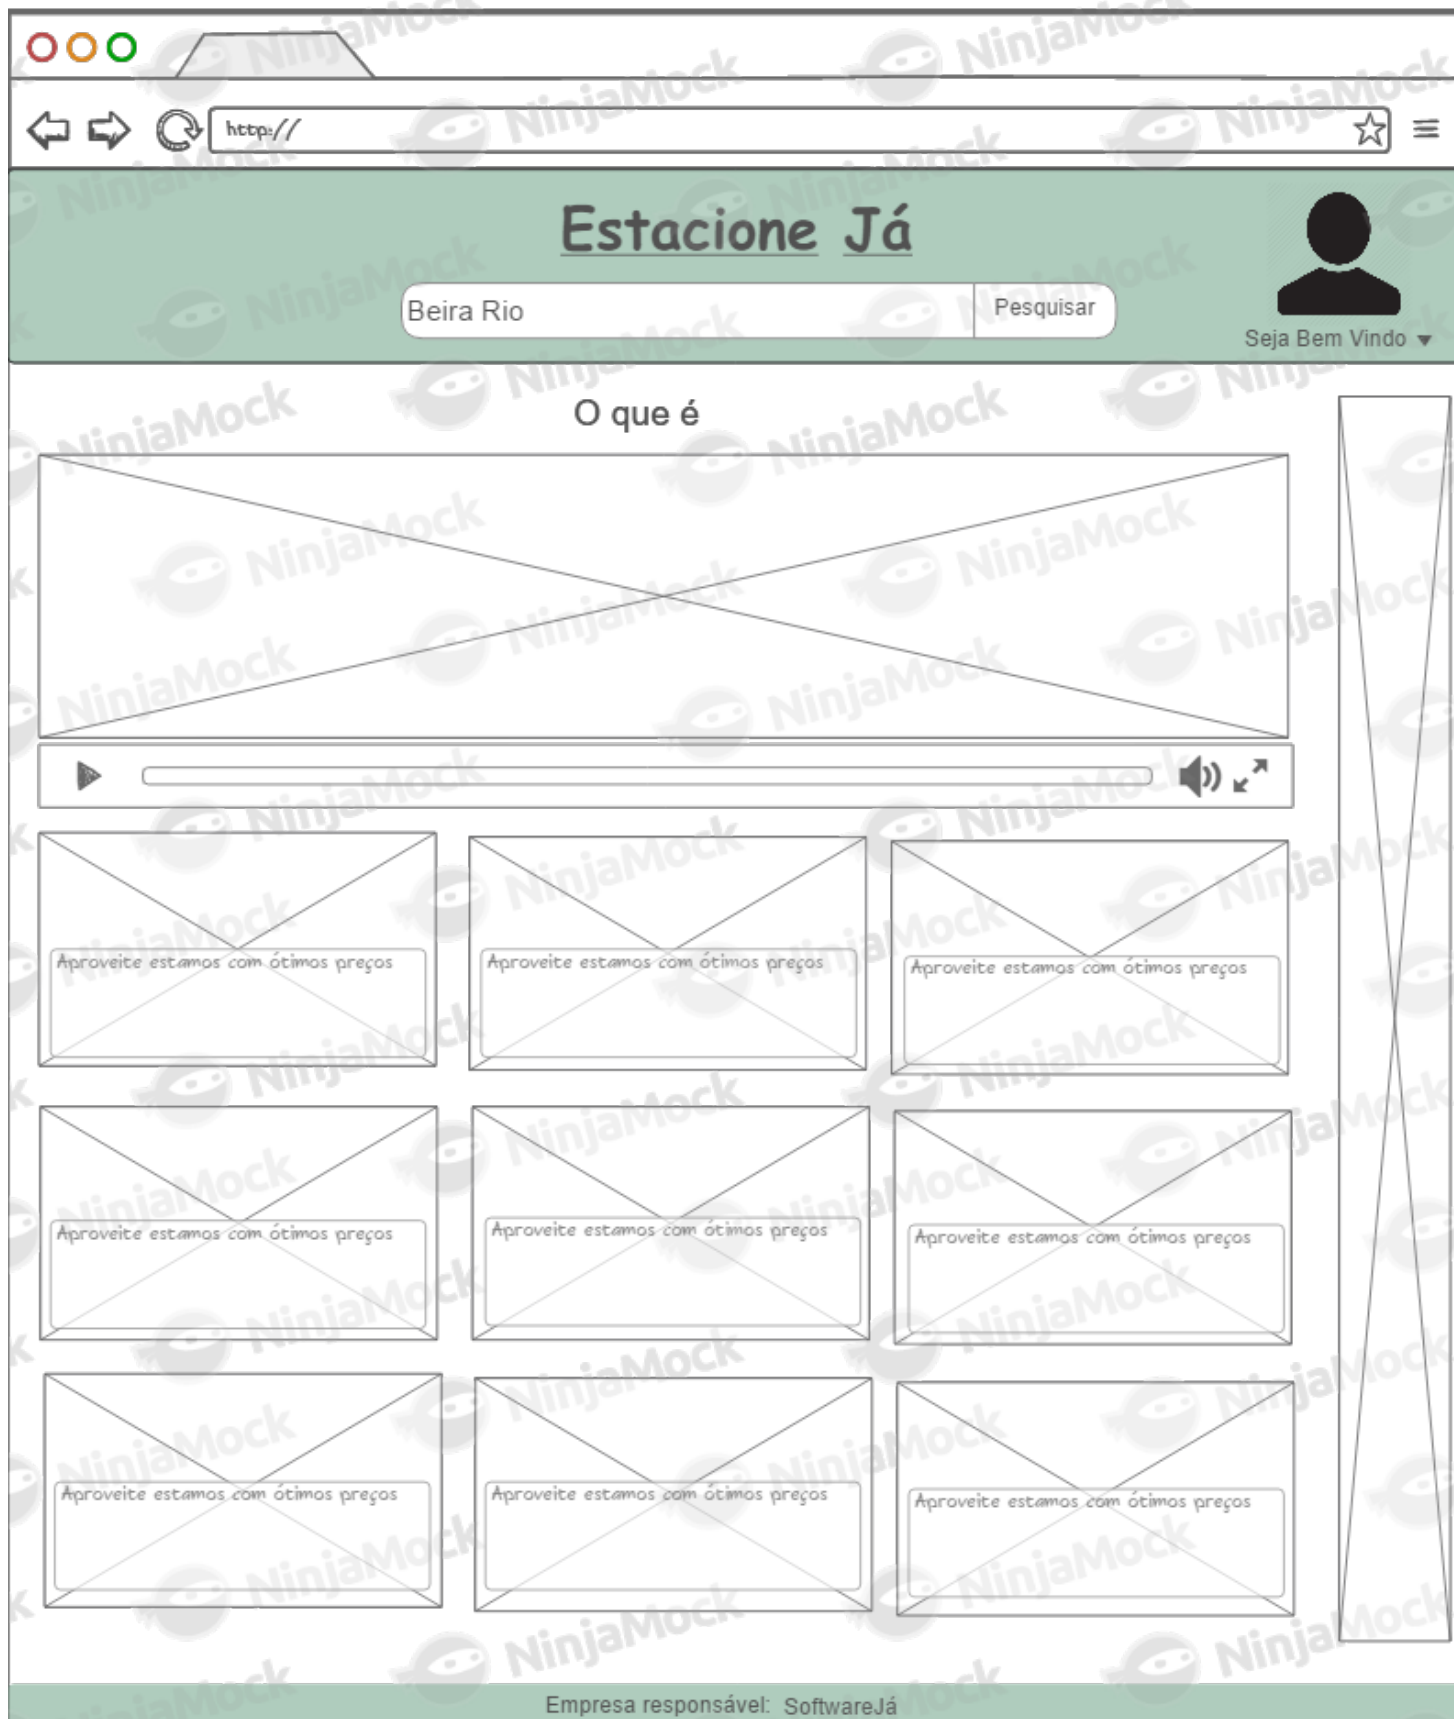 http://
Estacione Já
Beira Rio
Pesquisar
Seja Bem Vindo
O que é
Aproveite estamos com ótimos preços
Aproveite estamos com ótimos preços
Aproveite estamos com ótimos preços
Aproveite estamos com ótimos preços
Aproveite estamos com ótimos preços
Aproveite estamos com ótimos preços
Aproveite estamos com ótimos preços
Aproveite estamos com ótimos preços
Aproveite estamos com ótimos preços
Empresa responsável: SoftwareJá
NinjaMock